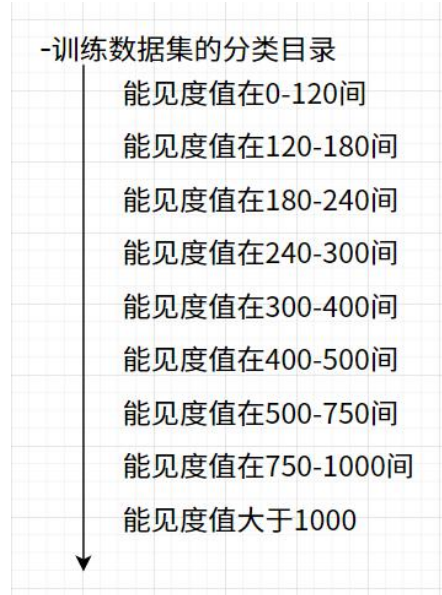 -训练数据集的分类目录
能见度值在0-120间
能见度值在120-180间
能见度值在180-240间
能见度值在240-300间
能见度值在300-400间
能见度值在400-500间
能见度值在500-750间
能见度值在750-1000间
能见度值大于1000